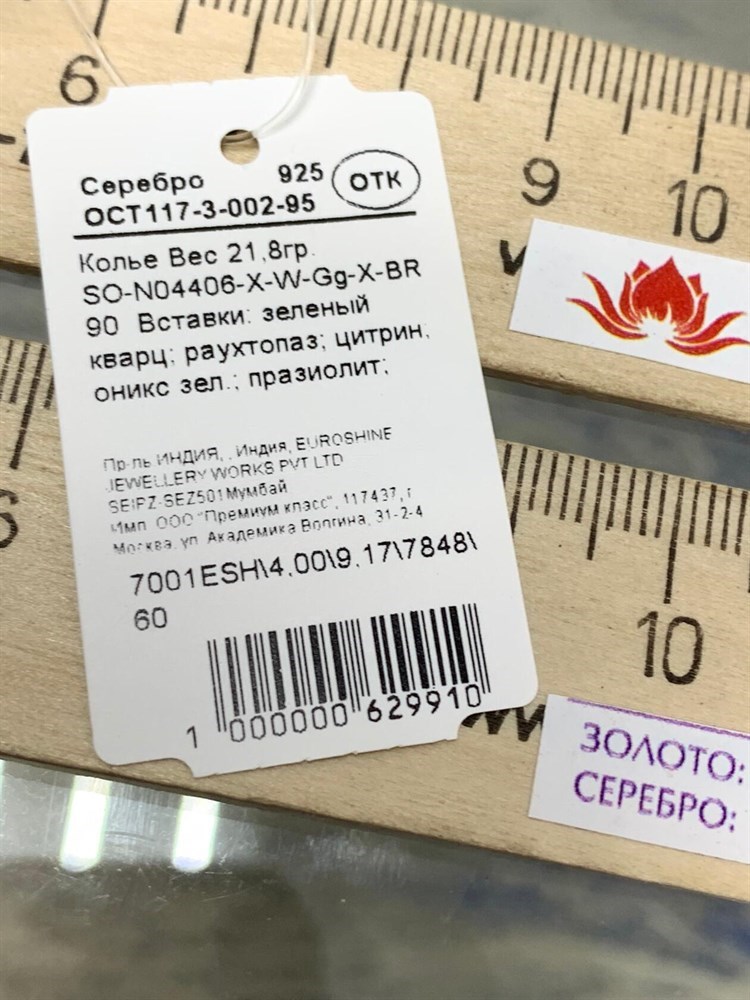 6
9
10
Серебро 925 ОТК
ОСТ117-3-002-95
Колье Вес 21,8гр.
SO-N04406-X-W-Gg-X-BR
90 Вставки: зеленый
кварц; раухтопаз; цитрин;
оникс зел.; празиолит;
Пр-ль ИНДИЯ, , Индия, EUROSHINE
JEWELLERY WORKS PVT LTD
SEIPZ-SEZ501Мумбай
Имп. ООО "Премиум класс", 117437, г
Москва, ул. Академика Волгина, 31-2-4
7001ESH\4,00\9,17\7848\
60
1 000000 629910
6
10
ЗОЛОТО:
СЕРЕБРО: